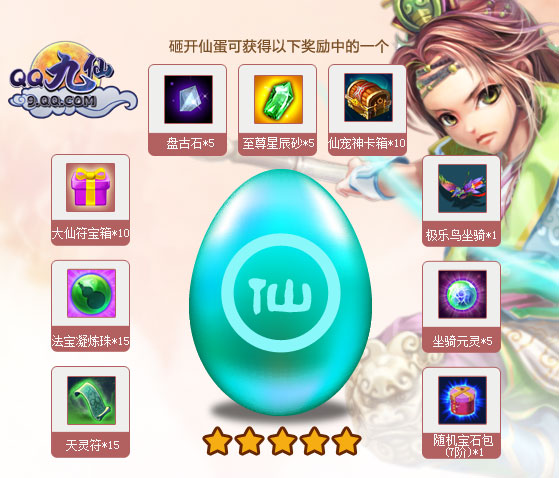 砸开仙蛋可获得以下奖励中的一个
QQ九仙
9.QQ.COM
盘古石*5
至尊星辰砂*5
仙宠神卡箱*10
大仙符宝箱*10
极乐鸟坐骑*1
仙
法宝凝炼珠*15
坐骑元灵*5
天灵符*15
随机宝石包
(7阶)*1